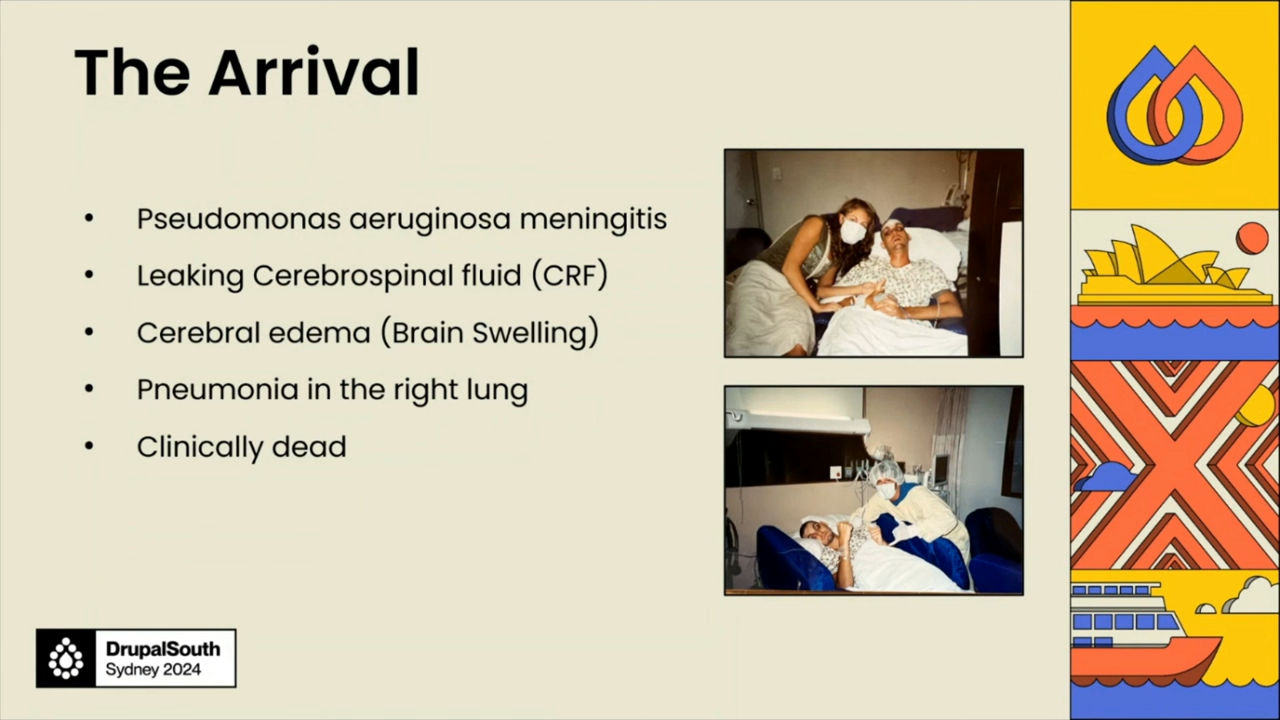 The Arrival
• Pseudomonas aeruginosa meningitis
• Leaking Cerebrospinal fluid (CRF)
• Cerebral edema (Brain Swelling)
• Pneumonia in the right lung
• Clinically dead
DrupalSouth
Sydney 2024